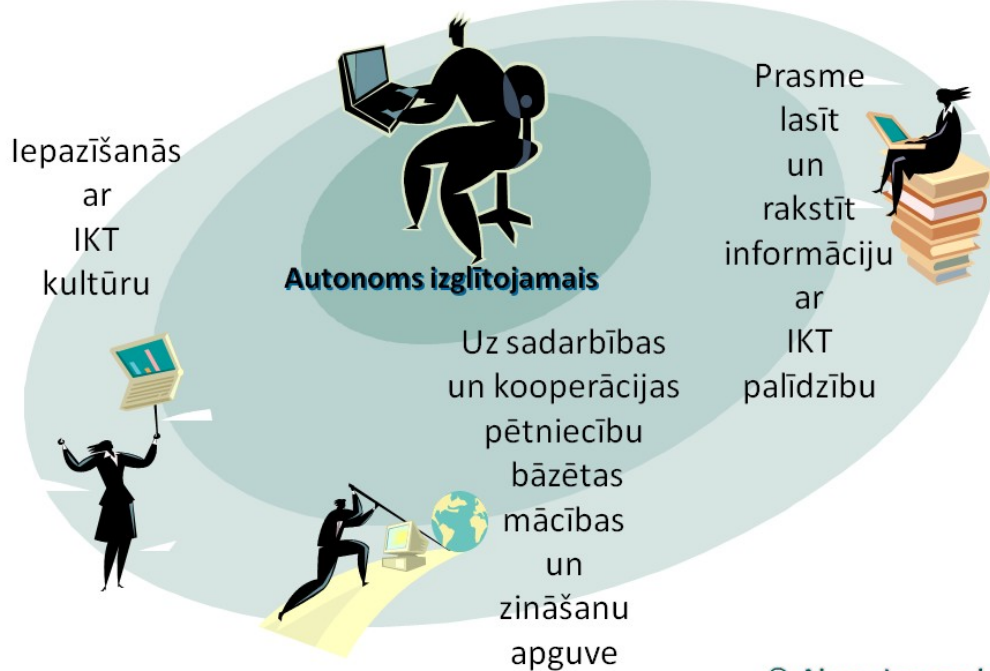 Iepazīšanās
ar
IKT
kultūru
Autonoms izglītojamais
Prasme
lasīt
un
rakstīt
informāciju
ar
IKT
palīdzību
Uz sadarbības
un kooperācijas
pētniecību
bāzētas
mācības
un
zināšanu
apguve